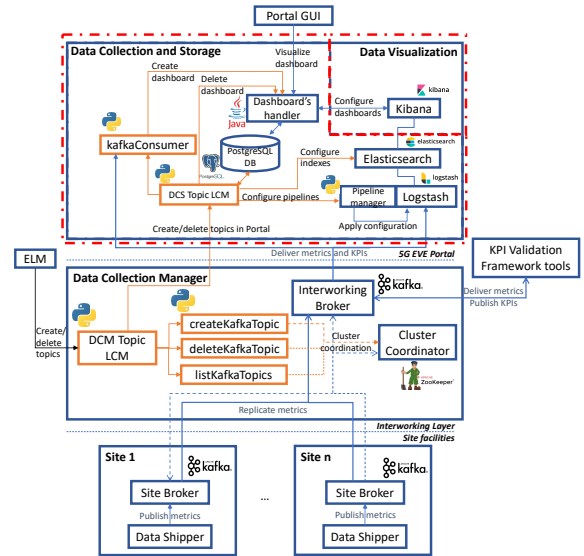 Portal GUI
Data Collection and Storage
Data Visualization
Create
dashboard
Visualize
dashboard
Delete
dashboard
kibana
Java
Dashboard's
handler
Configure
dashboards
Kibana
kafkaConsumer
elasticsearch
PostgreSQL
DB
PostgreSQL
Configure
indexes
Elasticsearch
logstash
DCS Topic LCM
Configure pipelines
Pipeline
manager
Logstash
Apply configuration
Create/delete topics in Portal
ELM
Deliver metrics and KPIs
5G EVE Portal
KPI Validation
Framework tools
Data Collection Manager
Interworking
Broker
kafka
Deliver metrics
Publish KPIs
Create/
delete
topics
DCM Topic
LCM
createKafkaTopic
deleteKafkaTopic
listKafkaTopics
Cluster
coordination
Cluster
Coordinator
ZooKeeper
Replicate metrics
Interworking Layer
Site facilities
Site 1
kafka
Site n
kafka
Site Broker
Site Broker
...
Publish metrics
Publish metrics
Data Shipper
Data Shipper